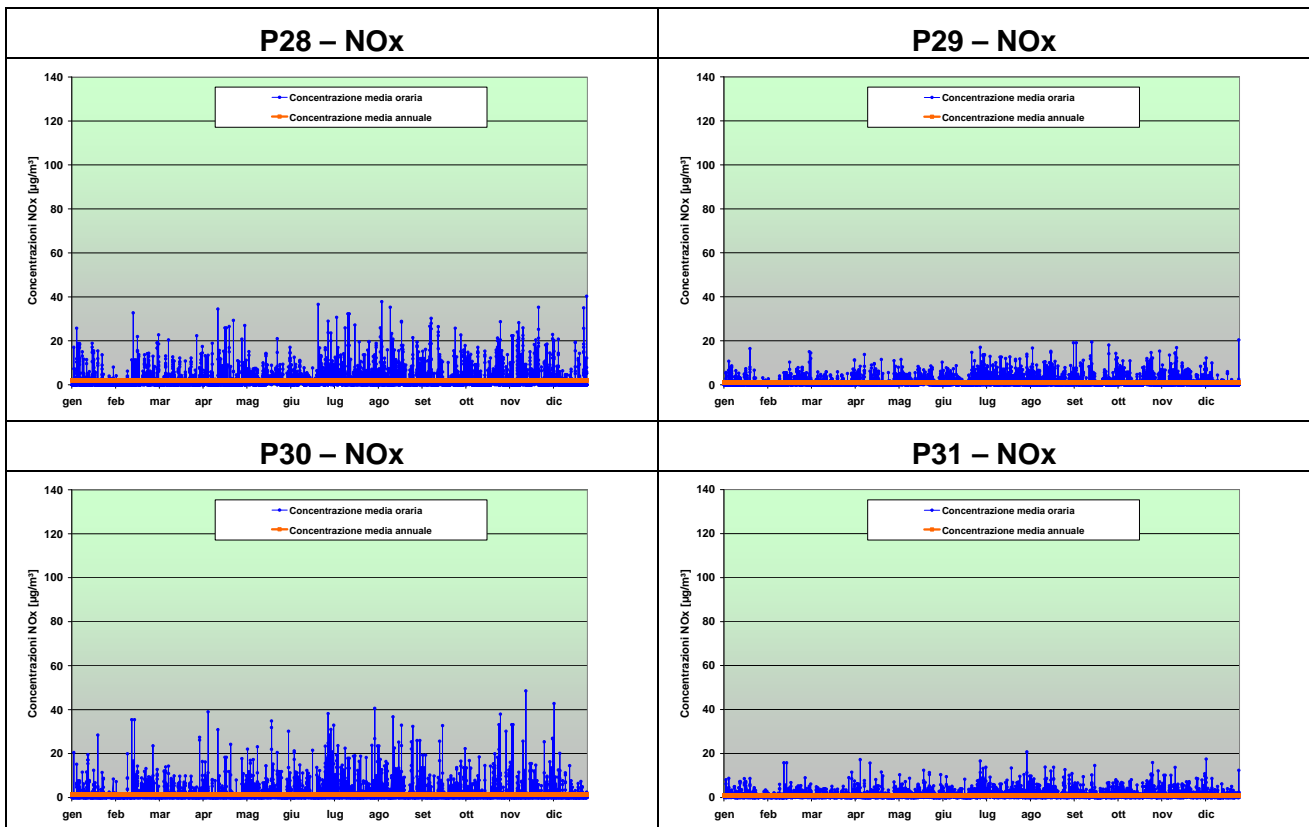 P28 – NOx
P29 – NOx
Concentrazioni NOx [µg/m³]
140
120
100
80
60
40
20
0
Concentrazione media oraria
Concentrazione media annuale
gen feb mar apr mag giu lug ago set ott nov dic
Concentrazioni NOx [µg/m³]
140
120
100
80
60
40
20
0
Concentrazione media oraria
Concentrazione media annuale
gen feb mar apr mag giu lug ago set ott nov dic
P30 – NOx
P31 – NOx
Concentrazioni NOx [µg/m³]
140
120
100
80
60
40
20
0
Concentrazione media oraria
Concentrazione media annuale
gen feb mar apr mag giu lug ago set ott nov dic
Concentrazioni NOx [µg/m³]
140
120
100
80
60
40
20
0
Concentrazione media oraria
Concentrazione media annuale
gen feb mar apr mag giu lug ago set ott nov dic